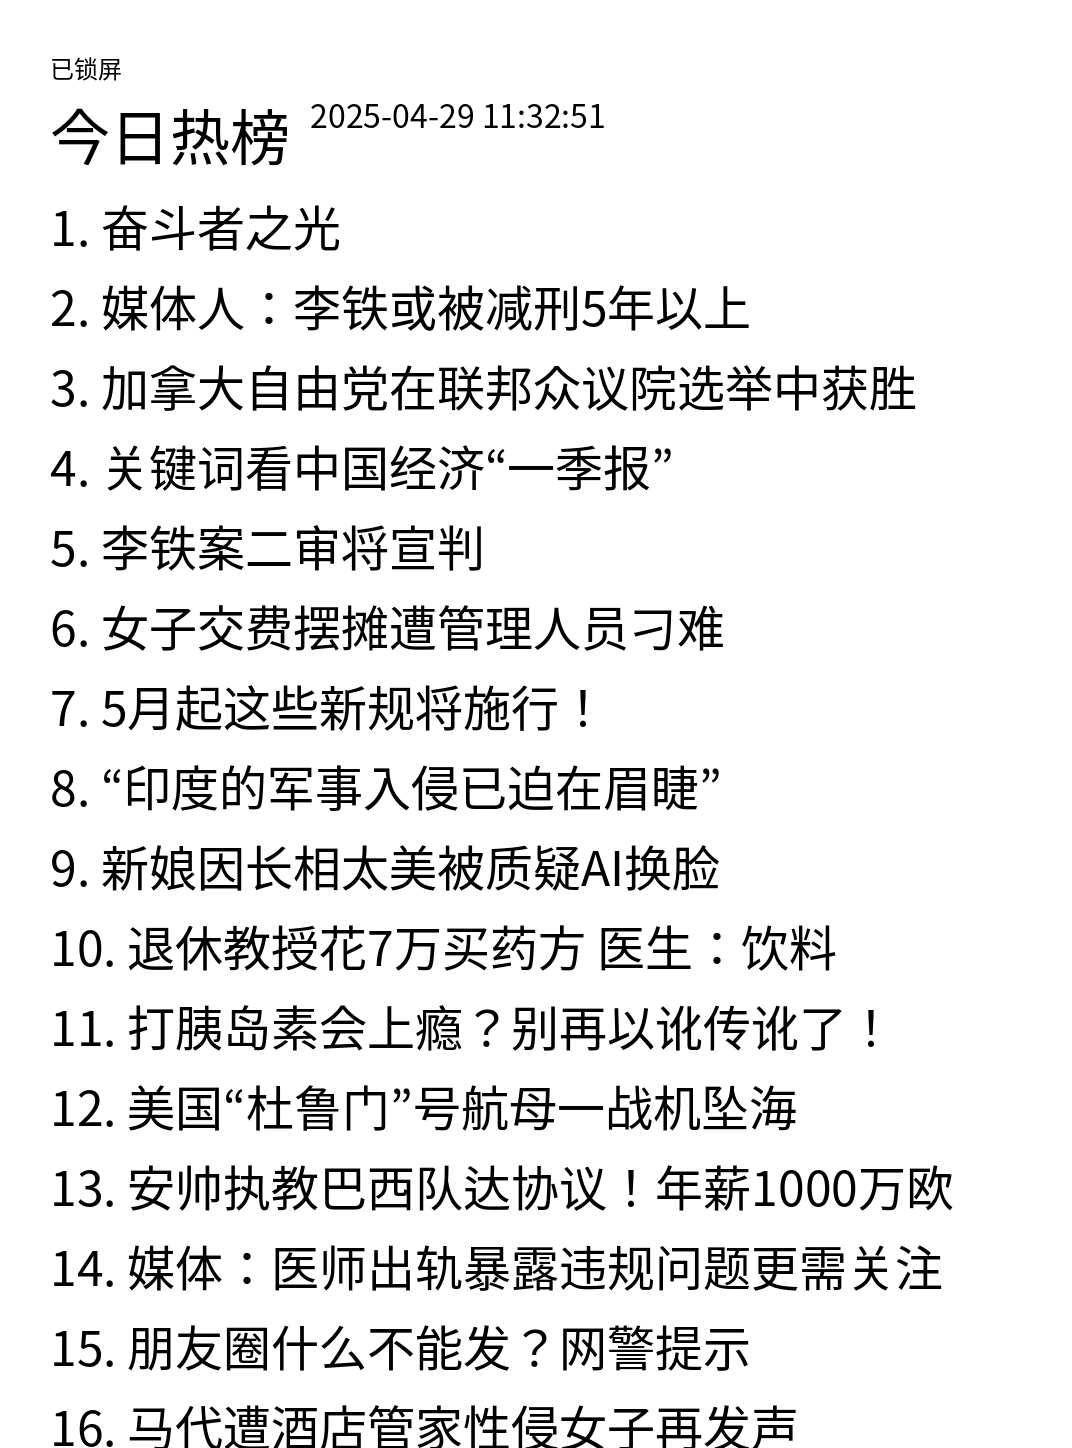 已锁屏
今日热榜 2025-04-29 11:32:51
1. 奋斗者之光
2. 媒体人：李铁或被减刑5年以上
3. 加拿大自由党在联邦众议院选举中获胜
4. 关键词看中国经济“一季报”
5. 李铁案二审将宣判
6. 女子交费摆摊遭管理人员刁难
7. 5月起这些新规将施行！
8. “印度的军事入侵已迫在眉睫”
9. 新娘因长相太美被质疑AI换脸
10. 退休教授花7万买药方 医生：饮料
11. 打胰岛素会上瘾？别再以讹传讹了！
12. 美国“杜鲁门”号航母一战机坠海
13. 安帅执教巴西队达协议！年薪1000万欧
14. 媒体：医师出轨暴露违规问题更需关注
15. 朋友圈什么不能发？网警提示
16. 马代遭酒店管家性侵女子再发声